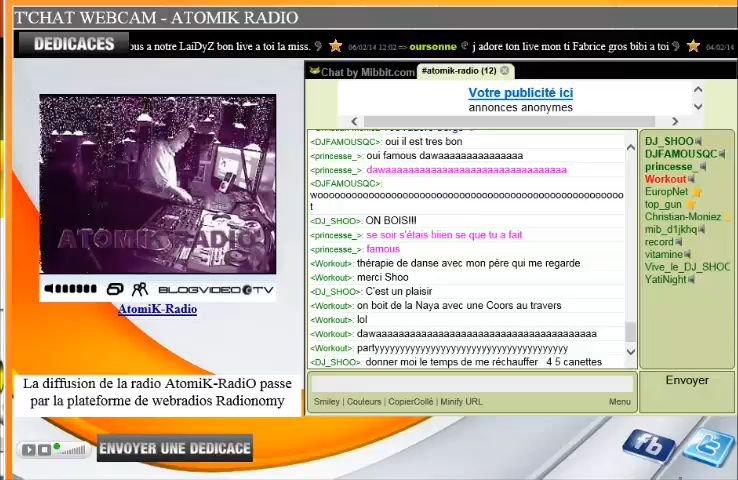 T'CHAT WEBCAM - ATOMIK RADIO
DEDICACES
ous a notre LaiDyZ bon live a toi la miss.
06/02/14 12:02 => oursonne
j adore ton live mon ti Fabrice gros bibi a toi
04/02/14
Chat by Mibbit.com
#atomik-radio (12)
Votre publicité ici
annonces anonymes
<DJFAMOUSQC>: oui il est tres bon
<princesse_>: oui famous dawaaaaaaaaaaaaaaa
<princesse_>: dawaaaaaaaaaaaaaaaaaaaaaaaaaaaaaaaa
<DJFAMOUSQC>:
woooooooooooooooooooooooooooooooooooooooooooooooooooo
t
<DJ_SHOO>: ON BOIS!!!
<princesse_>: se soir s'étais biien se que tu a fait
<princesse_>: famous
<Workout>: thérapie de danse avec mon père qui me regarde
<Workout>: merci Shoo
<DJ_SHOO>: C'est un plaisir
<Workout>: on boit de la Naya avec une Coors au travers
<Workout>: lol
<Workout>: dawaaaaaaaaaaaaaaaaaaaaaaaaaaaaaaaaaaaaa
<Workout>: partyyyyyyyyyyyyyyyyyyyyyyyyyyyyyyyyyy
<DJ_SHOO>: donner moi le temps de me réchauffer 4 5 canettes
DJ_SHOO
DJFAMOUSQC
princesse_
Workout
EuropNet
top_gun
Christian-Moniez
mib_d1jkhq
record
vitamine
Vive_le_DJ_SHOC
YatiNight
Envoyer
Smiley | Couleurs | CopierCollé | Minify URL
Menu
ATOMIK RADIO
BLOGVIDEO TV
AtomiK-Radio
La diffusion de la radio AtomiK-RadiO passe
par la plateforme de webradios Radionomy
ENVOYER UNE DEDICACE
fb